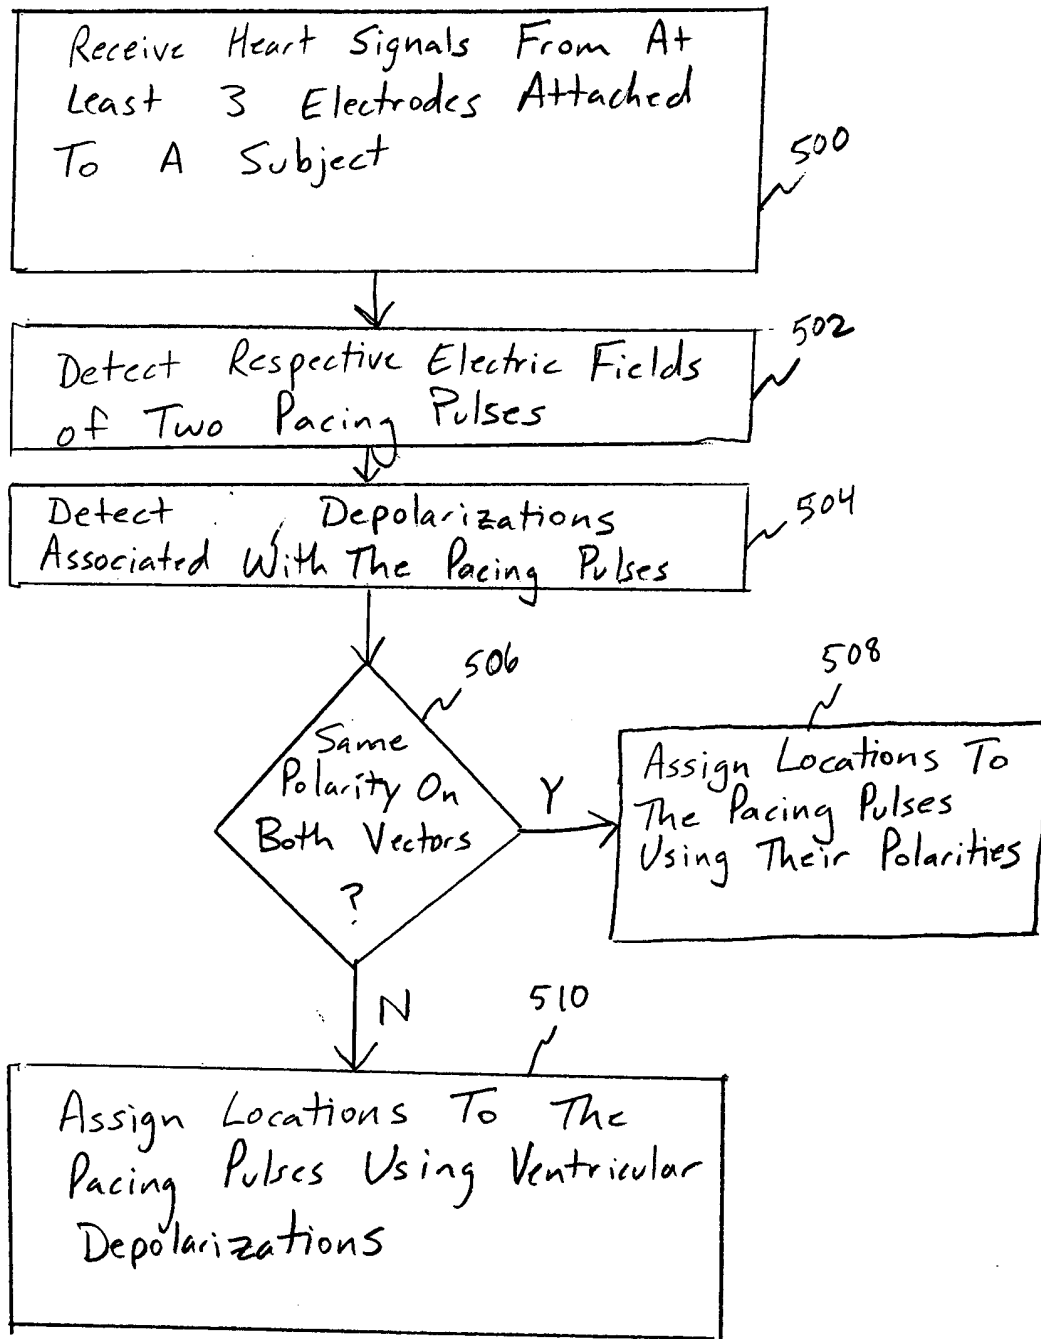 Receive Heart Signals From At
Least 3 Electrodes Attached
To A Subject
500
Detect Respective Electric Fields
of Two Pacing Pulses
502
Detect Depolarizations
Associated With The Pacing Pulses
504
506
Same
Polarity On
Both Vectors
?
Y
508
Assign Locations To
The Pacing Pulses
Using Their Polarities
N
510
Assign Locations To The
Pacing Pulses Using Ventricular
Depolarizations